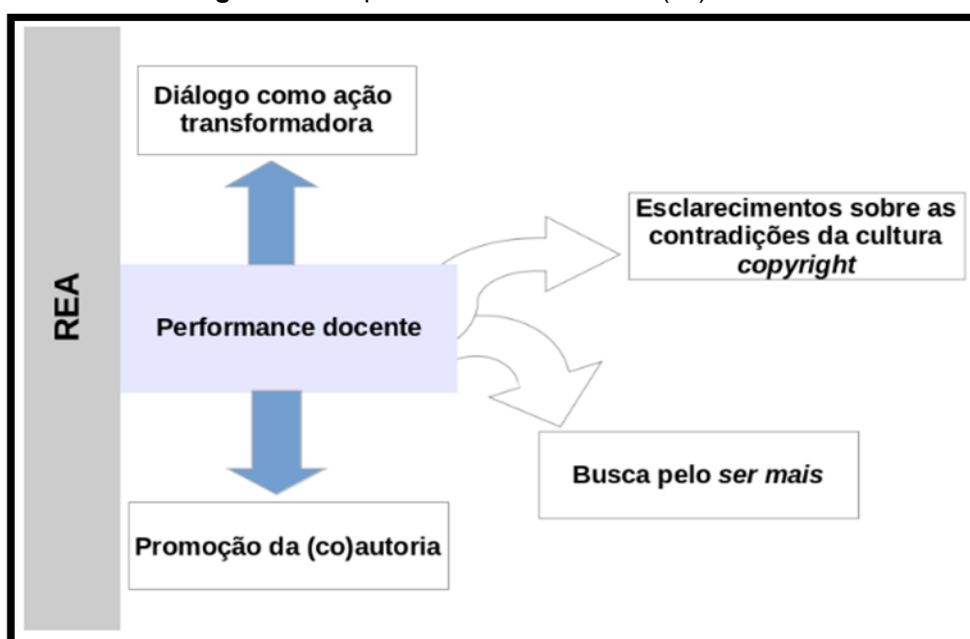 REA
Diálogo como ação
transformadora
Performance docente
Promoção da (co)autoria
Esclarecimentos sobre as
contradições da cultura
copyright
Busca pelo ser mais